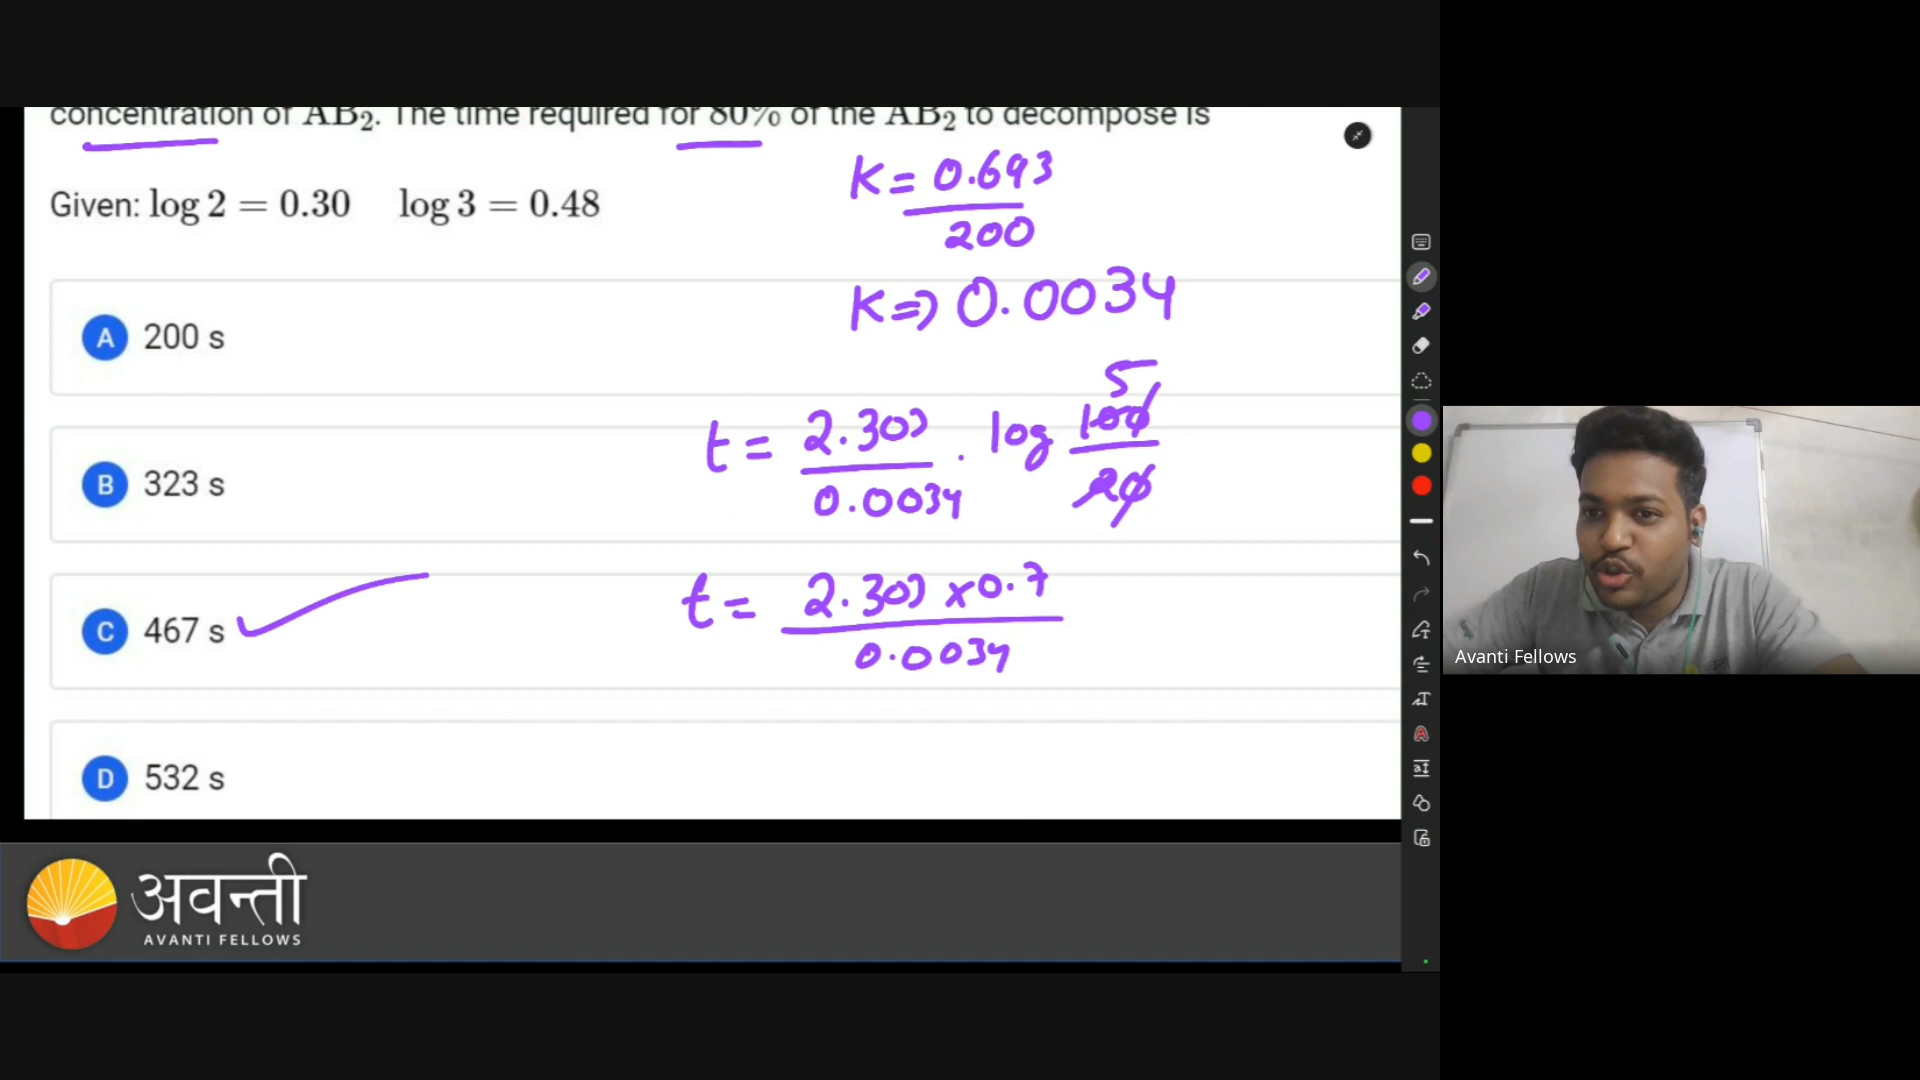 concentration of AB₂. The time required for 80% of the AB₂ to decompose is
Given: log 2 = 0.30 log 3 = 0.48
K = 0.693
200
K => 0.0034
A 200 s
5
t = 2.303 . log 100
0.0034 20
B 323 s
t = 2.303 x 0.7
0.0034
C 467 s
D 532 s
अवन्ती
AVANTI FELLOWS
Avanti Fellows